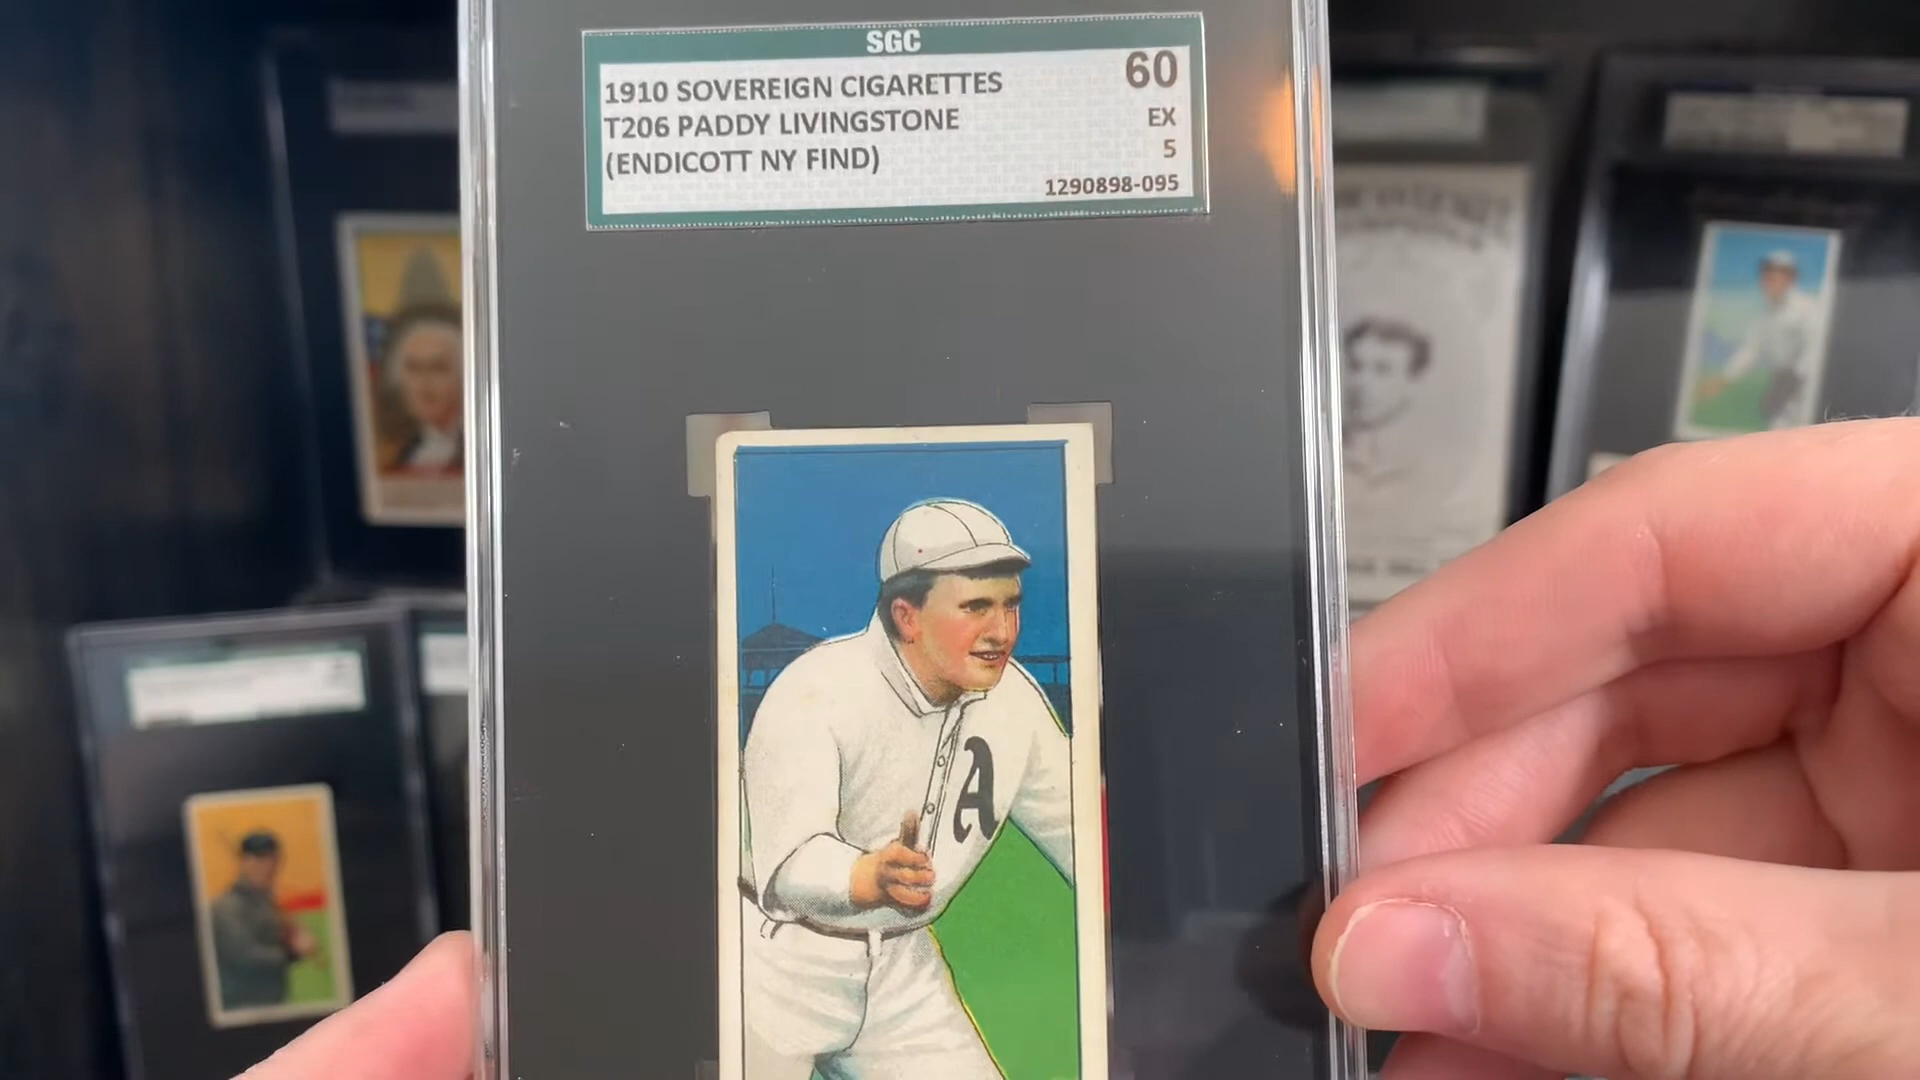 SGC
1910 SOVEREIGN CIGARETTES
60
T206 PADDY LIVINGSTONE
EX
(ENDICOTT NY FIND)
5
1290898-095
A